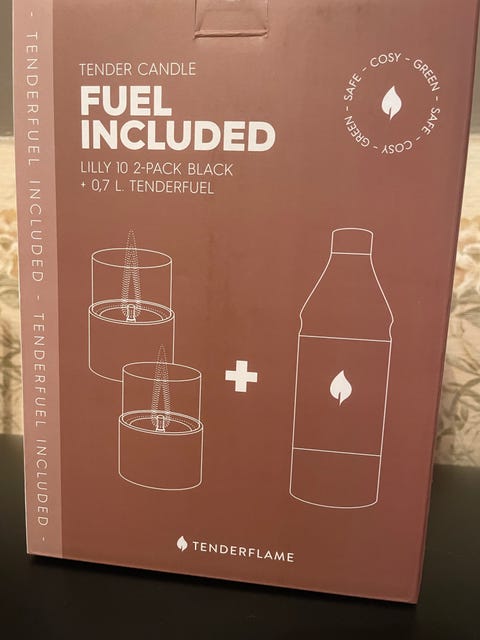 TENDER CANDLE
FUEL
INCLUDED
LILLY 10 2-PACK BLACK
+ 0,7 L. TENDERFUEL
SAFE - COSY - GREEN - SAFE - COSY - GREEN -
- TENDERFUEL INCLUDED - TENDERFUEL INCLUDED -
+
TENDERFLAME